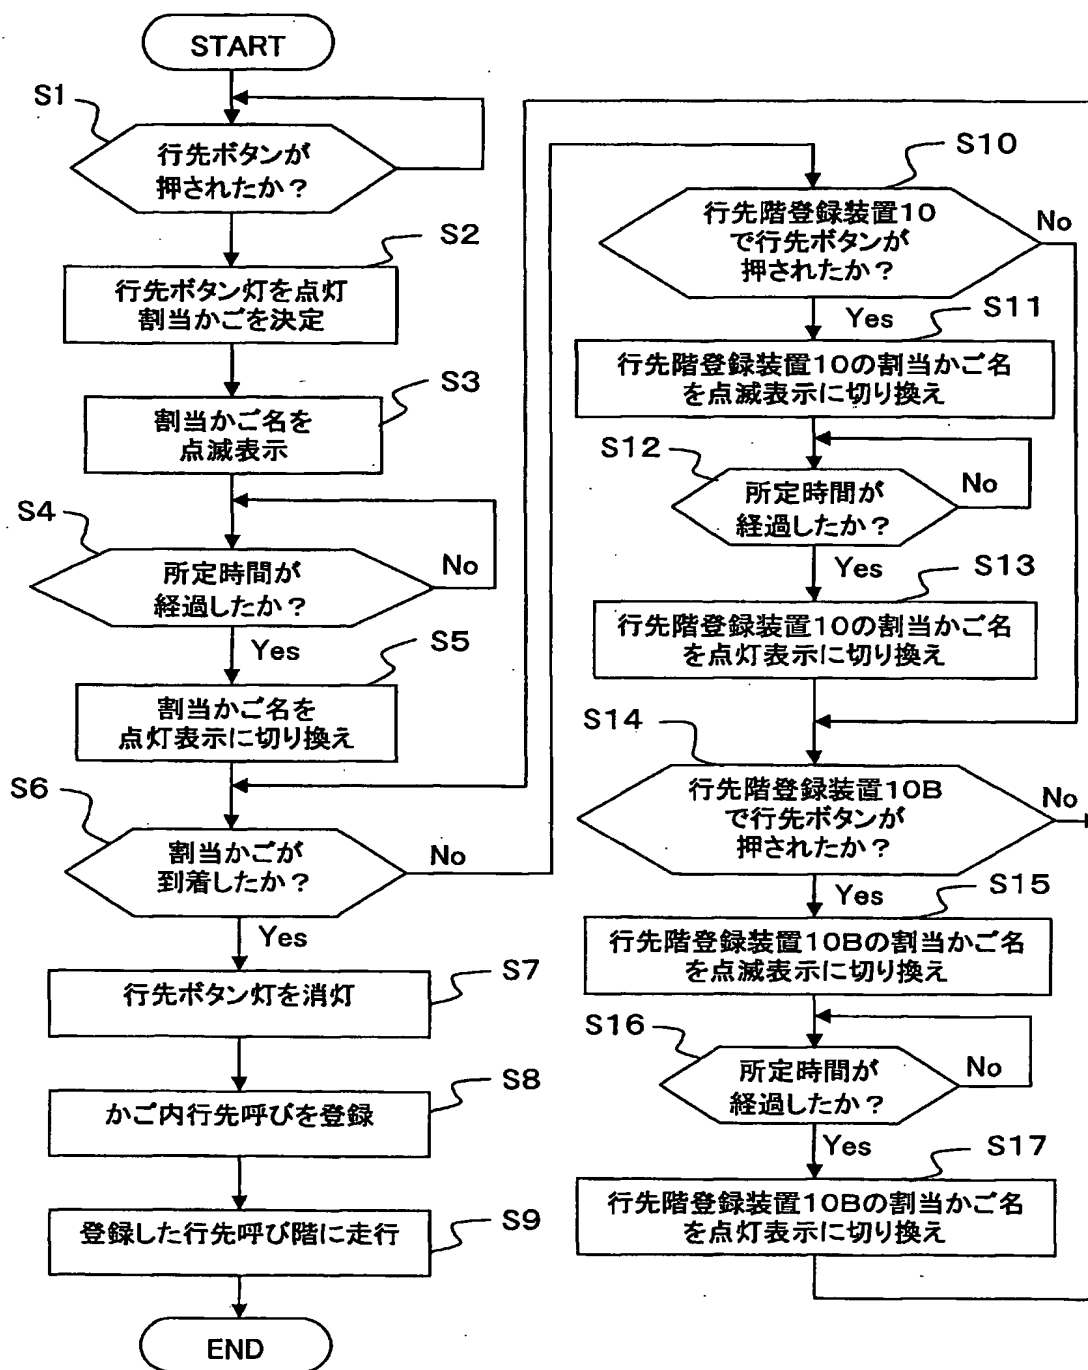 START
S1
行先ボタンが
押されたか？
S2
行先ボタン灯を点灯
割当かごを決定
S3
割当かご名を
点滅表示
S4
所定時間が
経過したか？
No
Yes
S5
割当かご名を
点灯表示に切り換え
S6
割当かごが
到着したか？
No
Yes
S7
行先ボタン灯を消灯
S8
かご内行先呼びを登録
S9
登録した行先呼び階に走行
END
S10
行先階登録装置10
で行先ボタンが
押されたか？
No
Yes
S11
行先階登録装置10の割当かご名
を点滅表示に切り換え
S12
所定時間が
経過したか？
No
Yes
S13
行先階登録装置10の割当かご名
を点灯表示に切り換え
S14
行先階登録装置10B
で行先ボタンが
押されたか？
No
Yes
S15
行先階登録装置10Bの割当かご名
を点滅表示に切り換え
S16
所定時間が
経過したか？
No
Yes
S17
行先階登録装置10Bの割当かご名
を点灯表示に切り換え